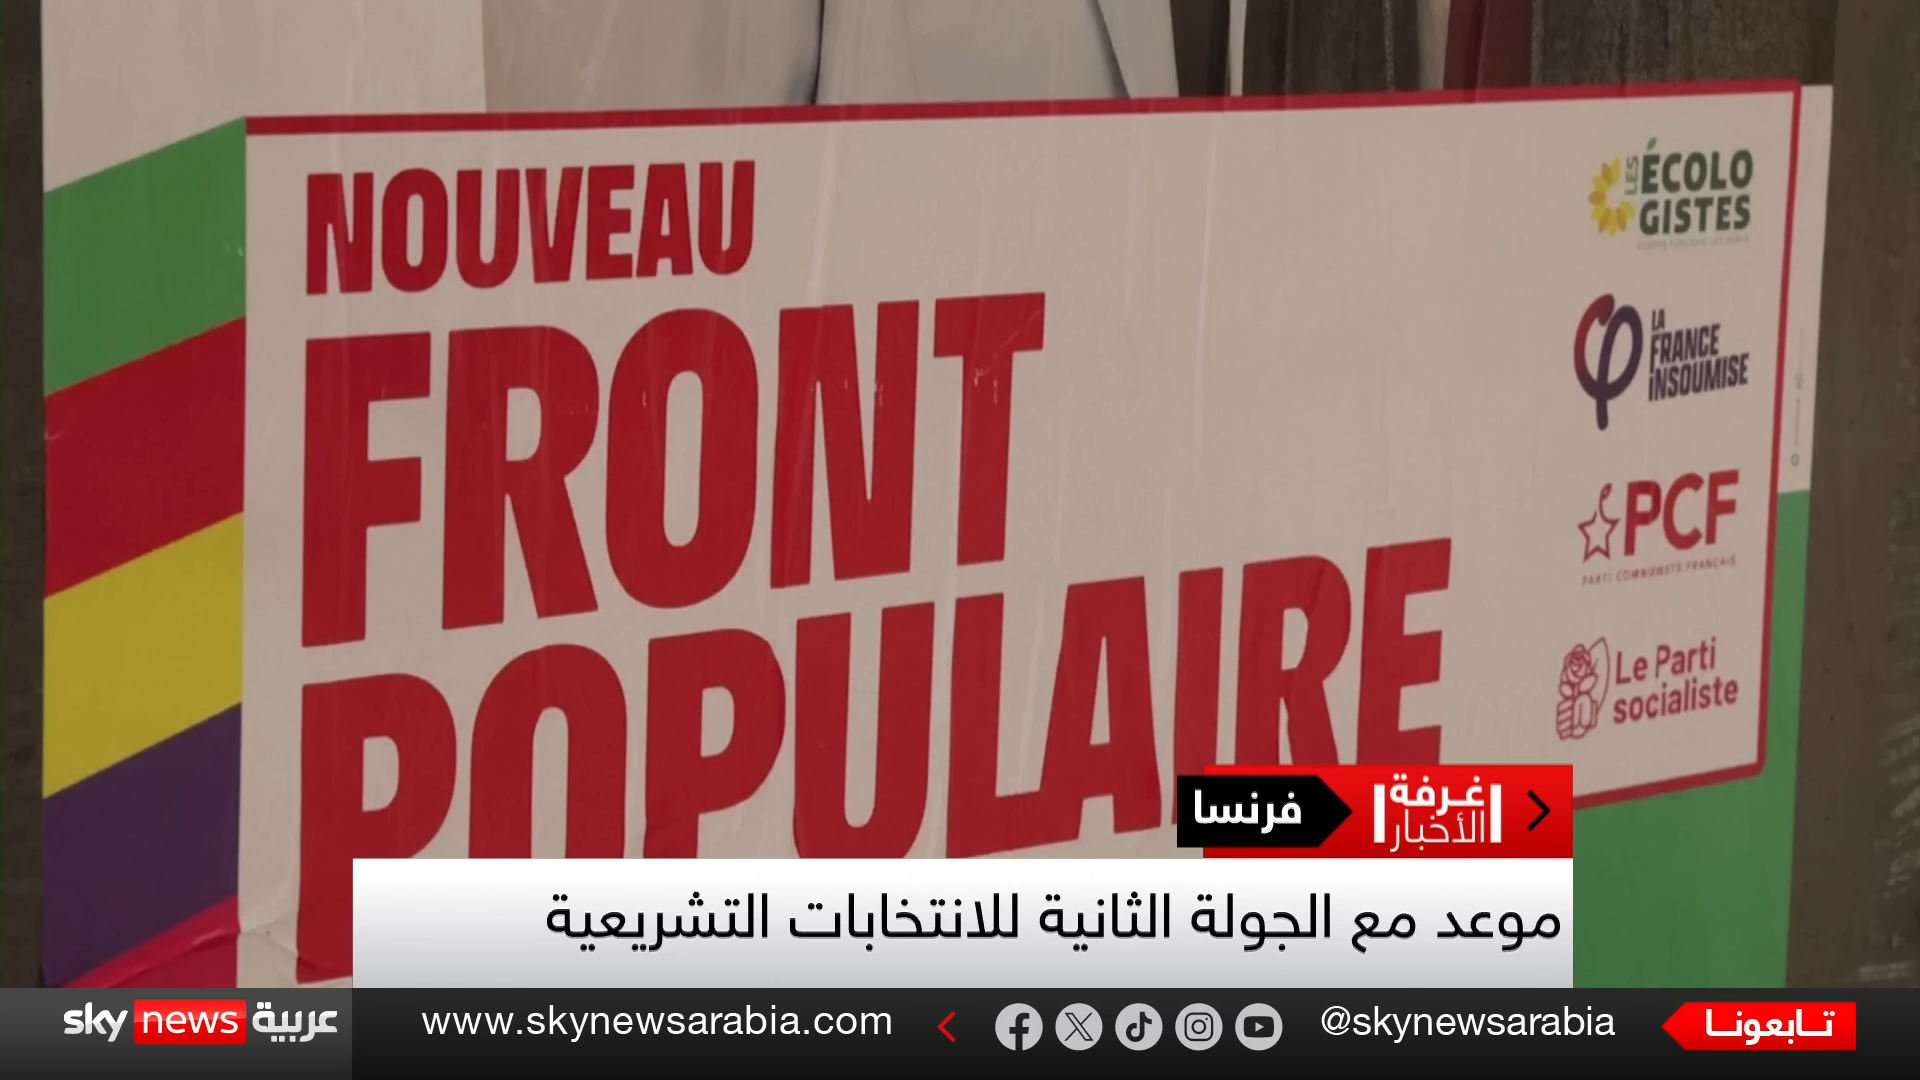 NOUVEAU
FRONT
POPULAIRE
LES
ÉCOLO
GISTES
LA
FRANCE
iNSOUMISE
PCF
PARTI COMMUNISTE FRANÇAIS
Le Parti
socialiste
غرفة
الأخبار
فرنسا
موعد مع الجولة الثانية للانتخابات التشريعية
sky news عربية
www.skynewsarabia.com
@skynewsarabia
تـابعونـا